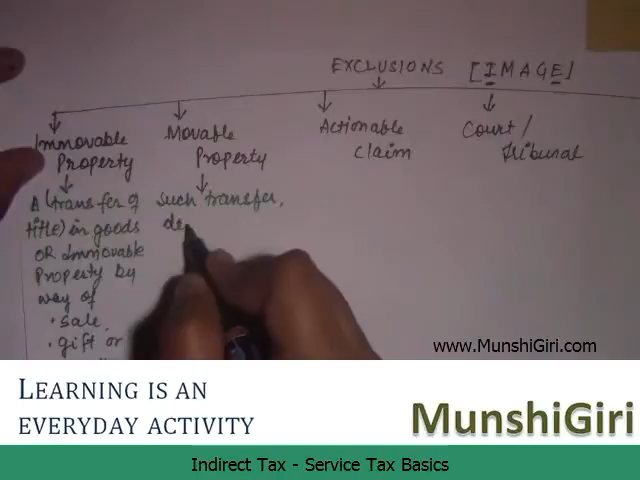 EXCLUSIONS [IMAGE]
Immovable Property
Movable Property
Actionable Claim
Court / Tribunal
A (transfer of
title) in goods
OR Immovable
Property by
way of
• sale,
• gift or
Such transfer,
de
www.MunshiGiri.com
LEARNING IS AN
EVERYDAY ACTIVITY
MunshiGiri
Indirect Tax - Service Tax Basics